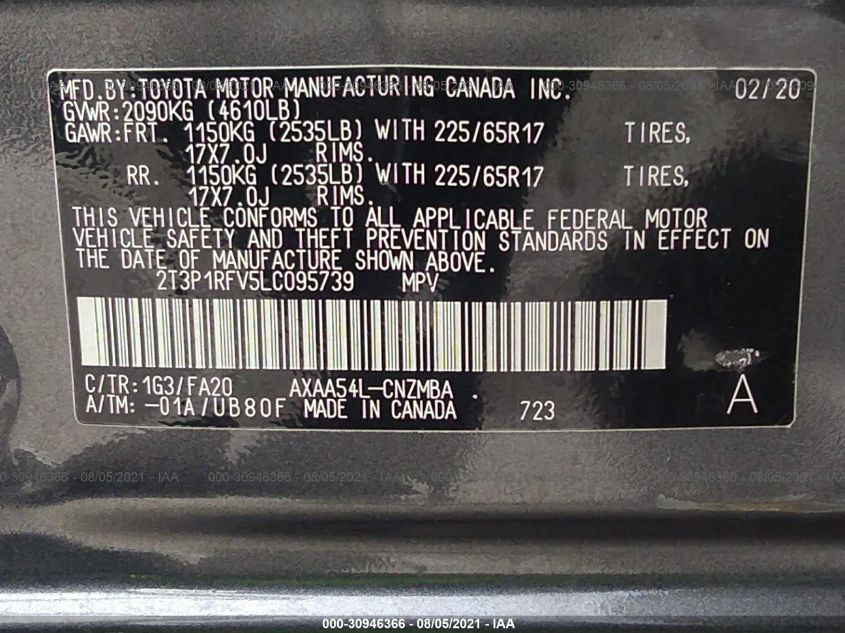 MFD.BY:TOYOTA MOTOR MANUFACTURING CANADA INC. 02/20
GVWR:2090KG (4610LB)
GAWR:FRT. 1150KG (2535LB) WITH 225/65R17 TIRES,
17X7.0J RIMS.
RR. 1150KG (2535LB) WITH 225/65R17 TIRES,
17X7.0J RIMS.
THIS VEHICLE CONFORMS TO ALL APPLICABLE FEDERAL MOTOR
VEHICLE SAFETY AND THEFT PREVENTION STANDARDS IN EFFECT ON
THE DATE OF MANUFACTURE SHOWN ABOVE.
2T3P1RFV5LC095739 MPV
C/TR:1G3/FA20 AXAA54L-CNZMBA .
A/TM: -01A/UB80F MADE IN CANADA 723 A
000-30946366 - 08/05/2021 - IAA